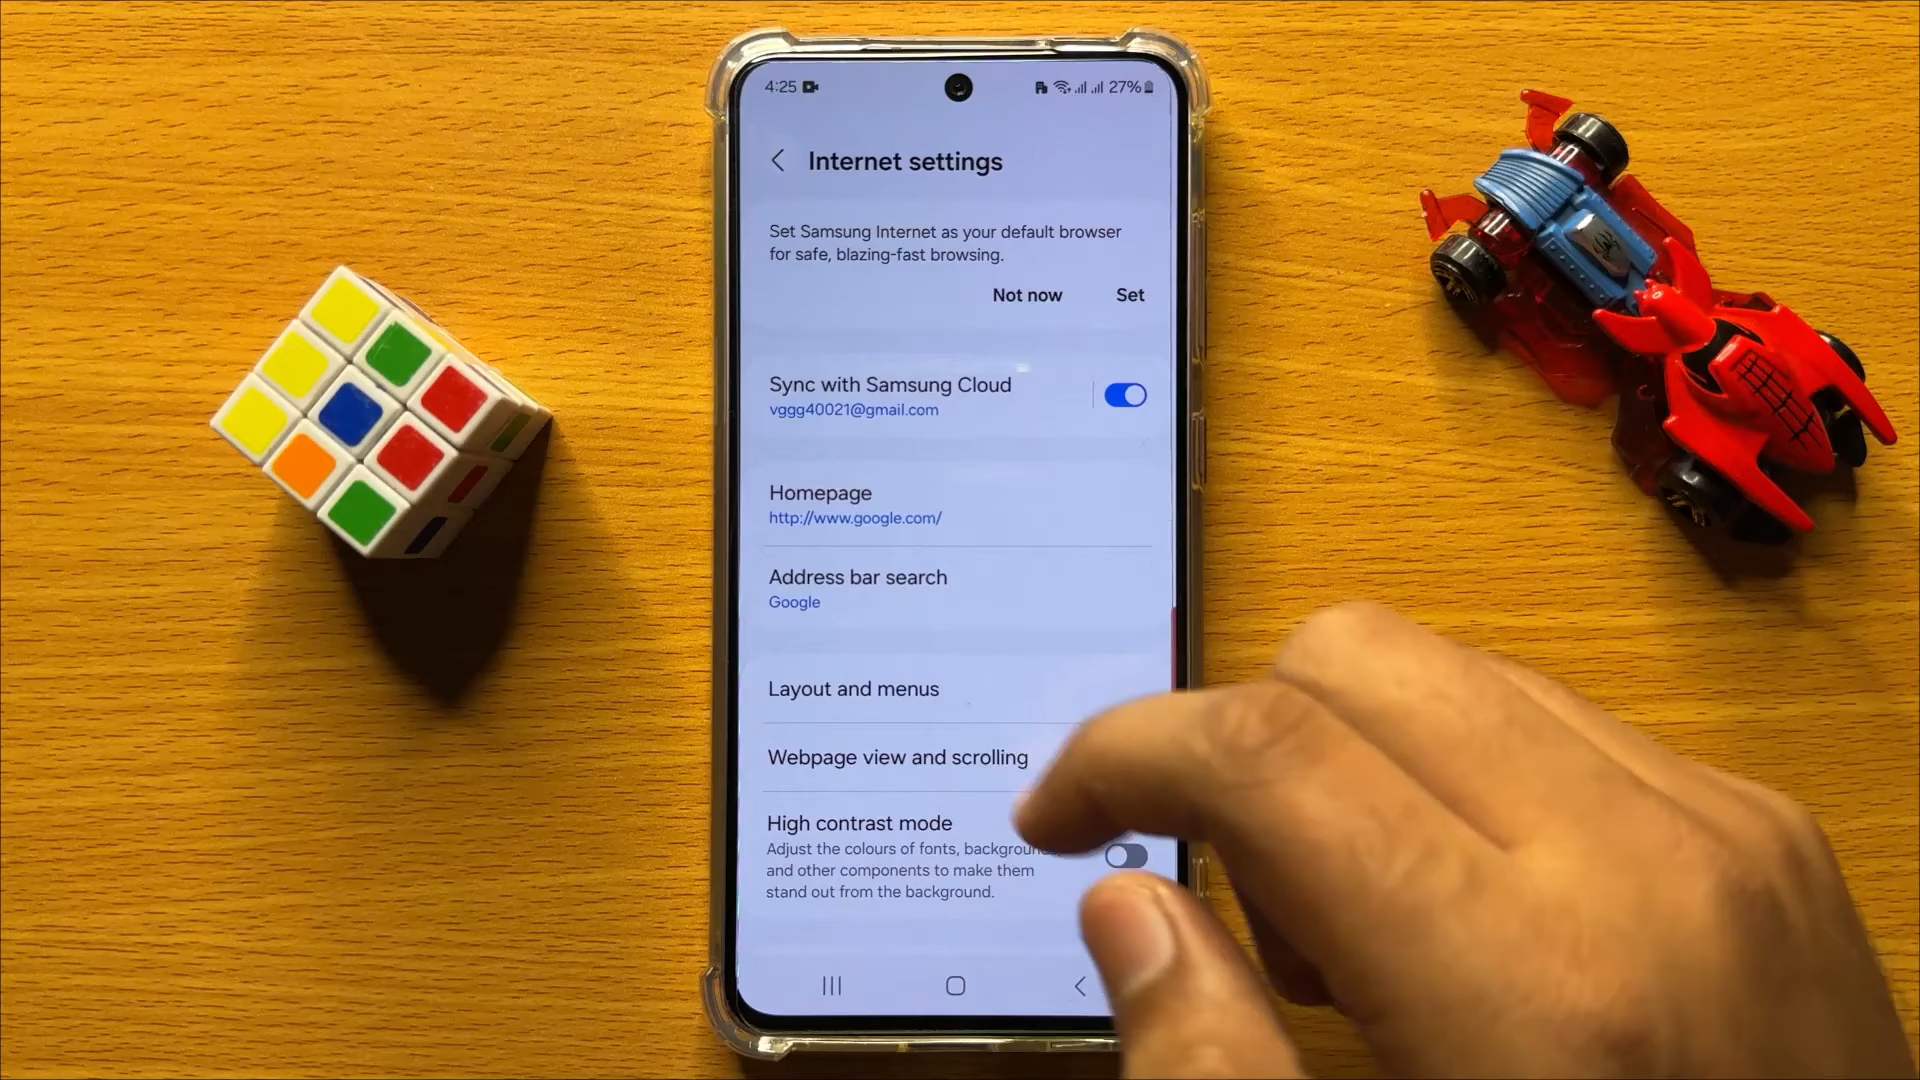 4:25
27%
Internet settings
Set Samsung Internet as your default browser
for safe, blazing-fast browsing.
Not now
Set
Sync with Samsung Cloud
vggg40021@gmail.com
Homepage
http://www.google.com/
Address bar search
Google
Layout and menus
Webpage view and scrolling
High contrast mode
Adjust the colours of fonts, backgroun
and other components to make them
stand out from the background.